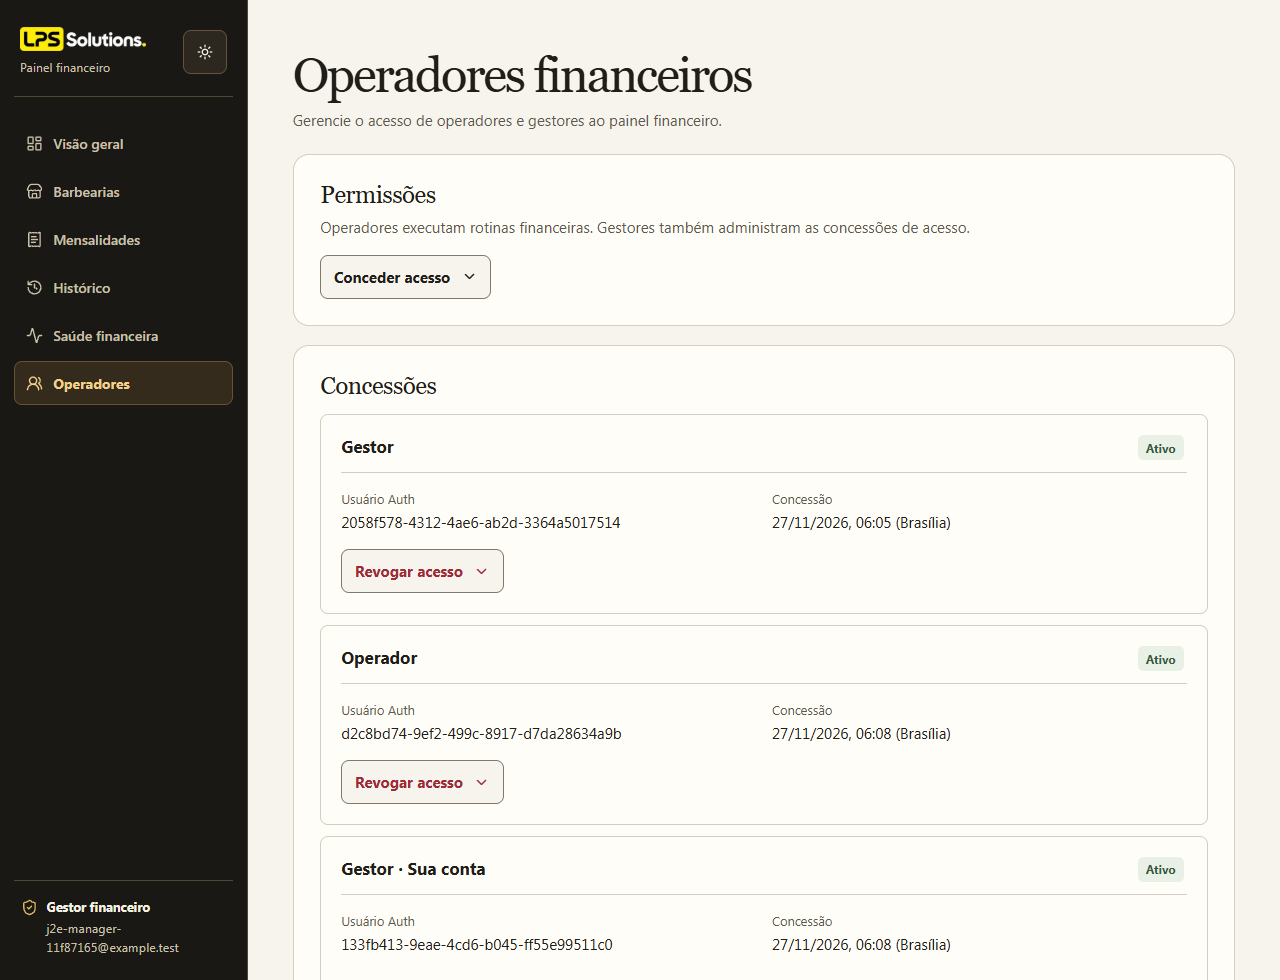 LPS Solutions.
Painel financeiro
Visão geral
Barbearias
Mensalidades
Histórico
Saúde financeira
Operadores
Gestor financeiro
j2e-manager-
11f87165@example.test
Operadores financeiros
Gerencie o acesso de operadores e gestores ao painel financeiro.
Permissões
Operadores executam rotinas financeiras. Gestores também administram as concessões de acesso.
Conceder acesso
Concessões
Gestor
Ativo
Usuário Auth
Concessão
2058f578-4312-4ae6-ab2d-3364a5017514
27/11/2026, 06:05 (Brasília)
Revogar acesso
Operador
Ativo
Usuário Auth
Concessão
d2c8bd74-9ef2-499c-8917-d7da28634a9b
27/11/2026, 06:08 (Brasília)
Revogar acesso
Gestor · Sua conta
Ativo
Usuário Auth
Concessão
133fb413-9eae-4cd6-b045-ff55e99511c0
27/11/2026, 06:08 (Brasília)